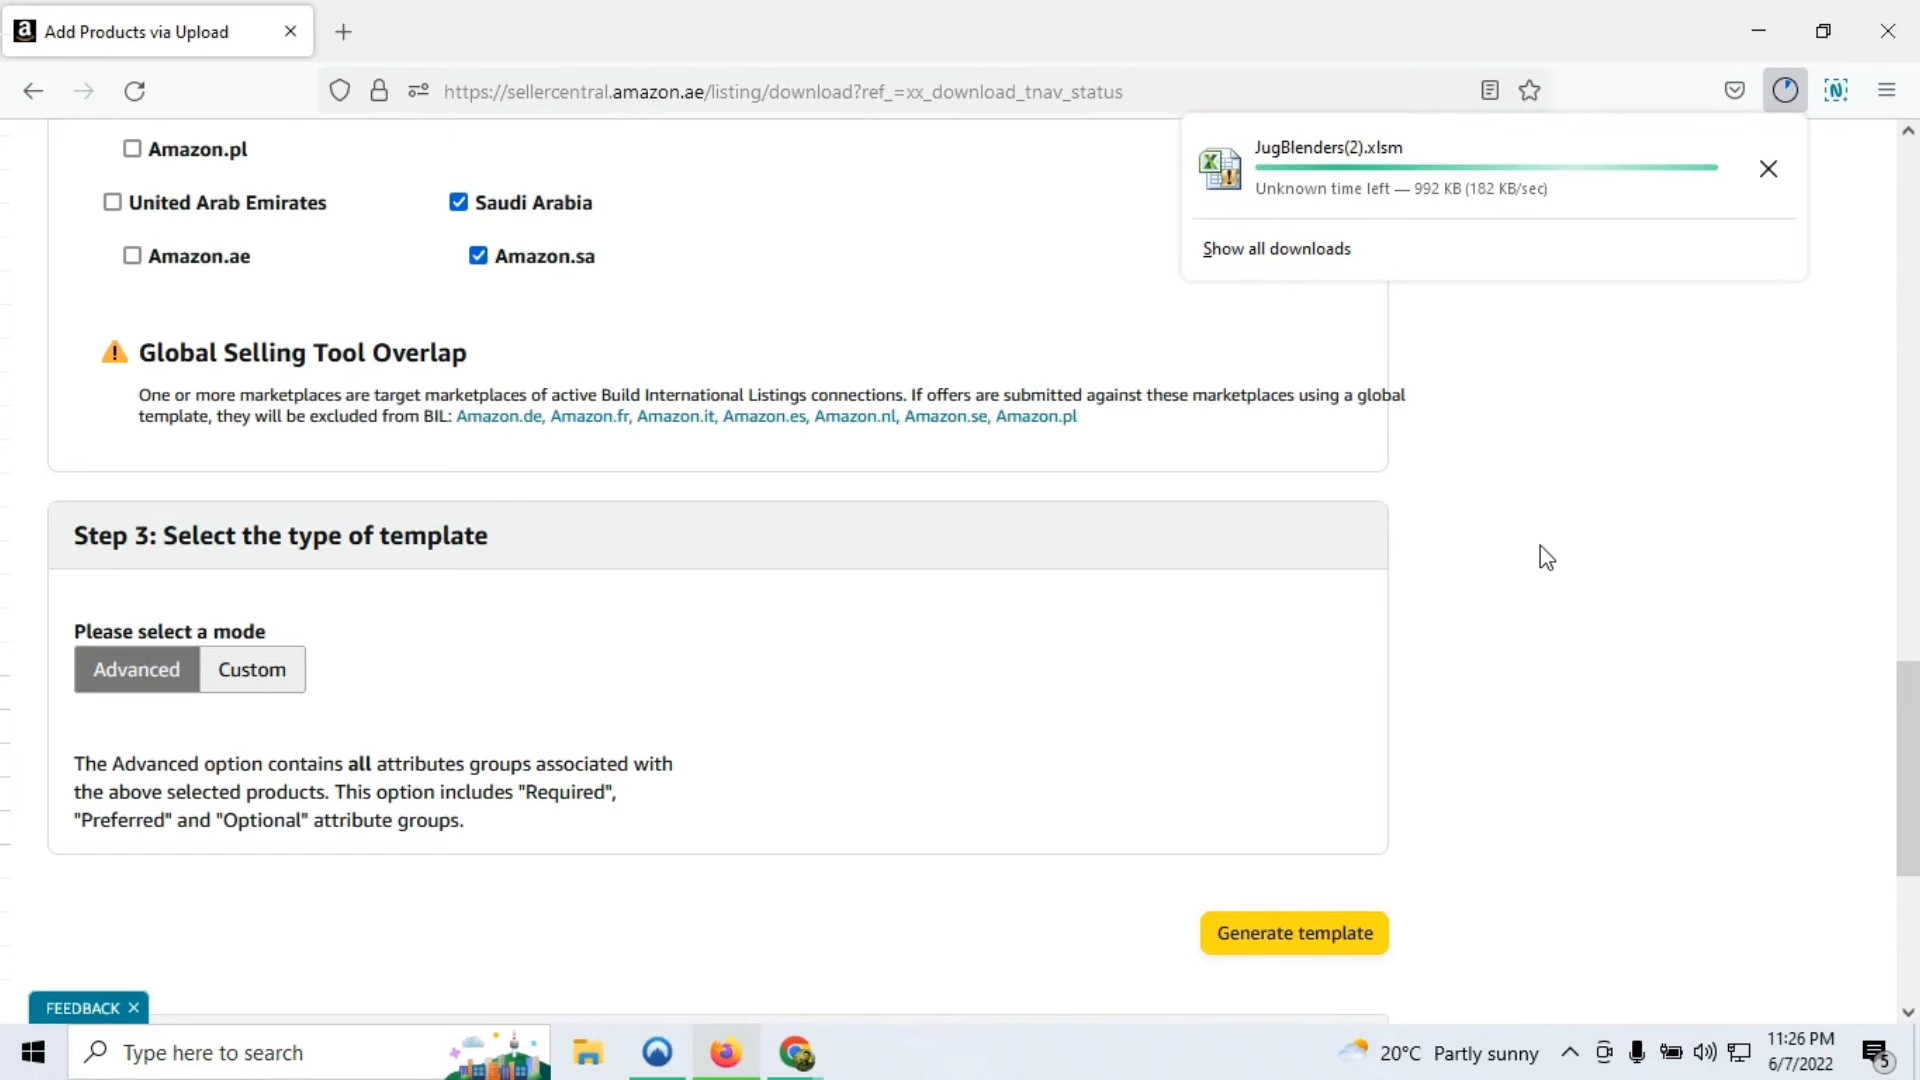 Add Products via Upload
https://sellercentral.amazon.ae/listing/download?ref_=xx_download_tnav_status
JugBlenders(2).xlsm
Unknown time left — 992 KB (182 KB/sec)
Show all downloads
Amazon.pl
United Arab Emirates
Saudi Arabia
Amazon.ae
Amazon.sa
Global Selling Tool Overlap
One or more marketplaces are target marketplaces of active Build International Listings connections. If offers are submitted against these marketplaces using a global
template, they will be excluded from BIL: Amazon.de, Amazon.fr, Amazon.it, Amazon.es, Amazon.nl, Amazon.se, Amazon.pl
Step 3: Select the type of template
Please select a mode
Advanced
Custom
The Advanced option contains all attributes groups associated with
the above selected products. This option includes "Required",
"Preferred" and "Optional" attribute groups.
Generate template
FEEDBACK
Type here to search
20°C Partly sunny
11:26 PM
6/7/2022
5